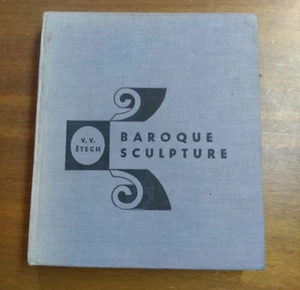 V. V.
ŠTECH
BAROQUE
SCULPTURE